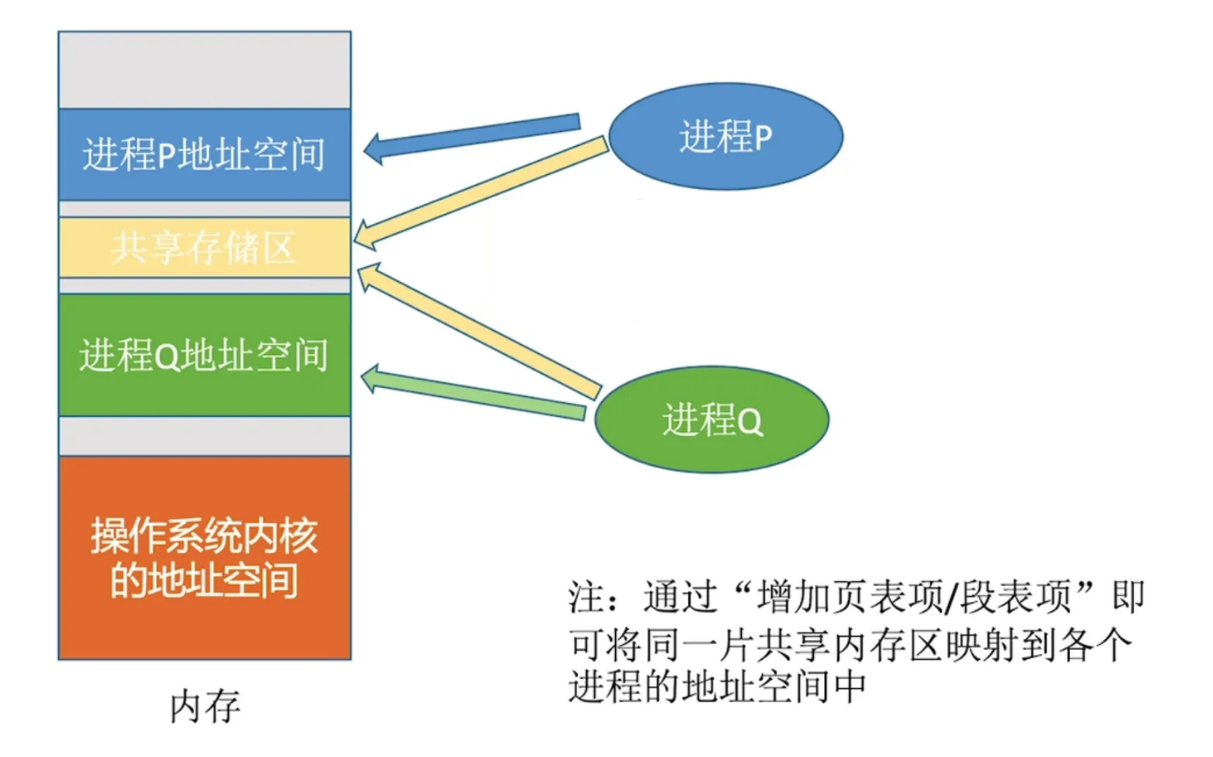 进程P地址空间
进程P
共享存储区
进程Q地址空间
进程Q
操作系统内核
的地址空间
注：通过“增加页表项/段表项”即
可将同一片共享内存区映射到各个
进程的地址空间中
内存